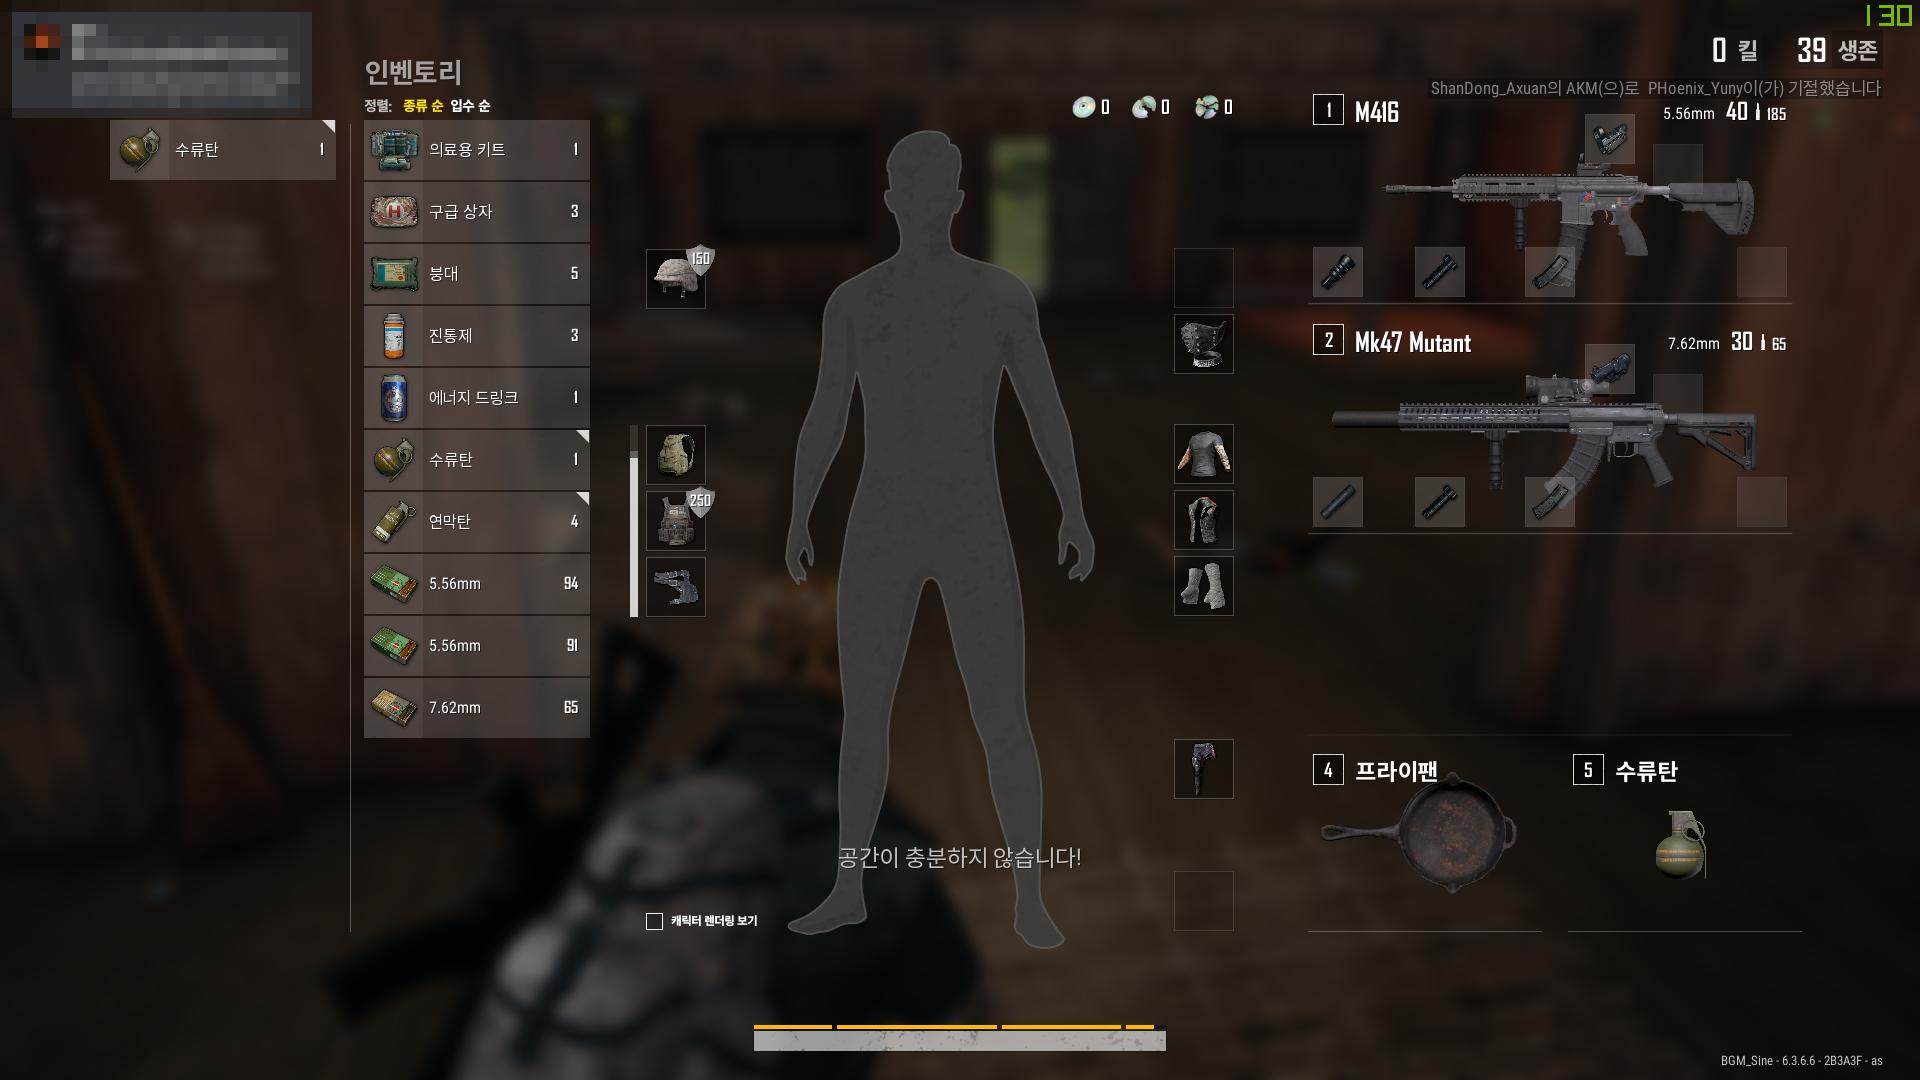 130
0 킬 39 생존
ShanDong_Axuan의 AKM(으)로 PHoenix_Yuny이(가) 기절했습니다
인벤토리
정렬: 종류 순 입수 순
0 0 0
수류탄 1
의료용 키트 1
구급 상자 3
붕대 5
진통제 3
에너지 드링크 1
수류탄 1
연막탄 4
5.56mm 94
5.56mm 91
7.62mm 65
150
250
1 M416 5.56mm 40 185
2 Mk47 Mutant 7.62mm 30 65
4 프라이팬
5 수류탄
공간이 충분하지 않습니다!
캐릭터 렌더링 보기
BGM_Sine - 6.3.6.6 - 2B3A3F - as